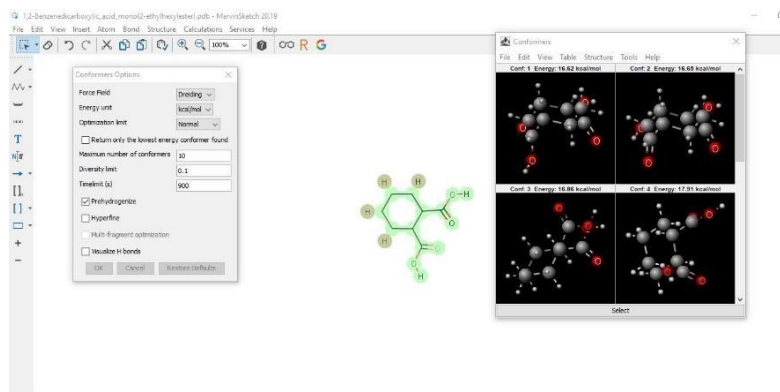 1,2-Benzenedicarboxylic_acid_mono(2-ethylhexylester).pdb - MarvinSketch 20.19
File Edit View Insert Atom Bond Structure Calculations Services Help
100% R G
T
Conformers Options
Force Field Dreiding
Energy unit kcal/mol
Optimization limit Normal
Return only the lowest energy conformer found
Maximum number of conformers 10
Diversity limit 0.1
Timelimit (s) 900
Prehydrogenize
Hyperfine
Multi-fragment optimization
Visualize H bonds
OK Cancel Restore Defaults
H H
H
H
O-H
O
O
O
H
Conformers
File Edit View Table Structure Tools Help
Conf: 1 Energy: 16.62 kcal/mol Conf: 2 Energy: 16.68 kcal/mol
Conf: 3 Energy: 16.86 kcal/mol Conf: 4 Energy: 17.91 kcal/mol
Select